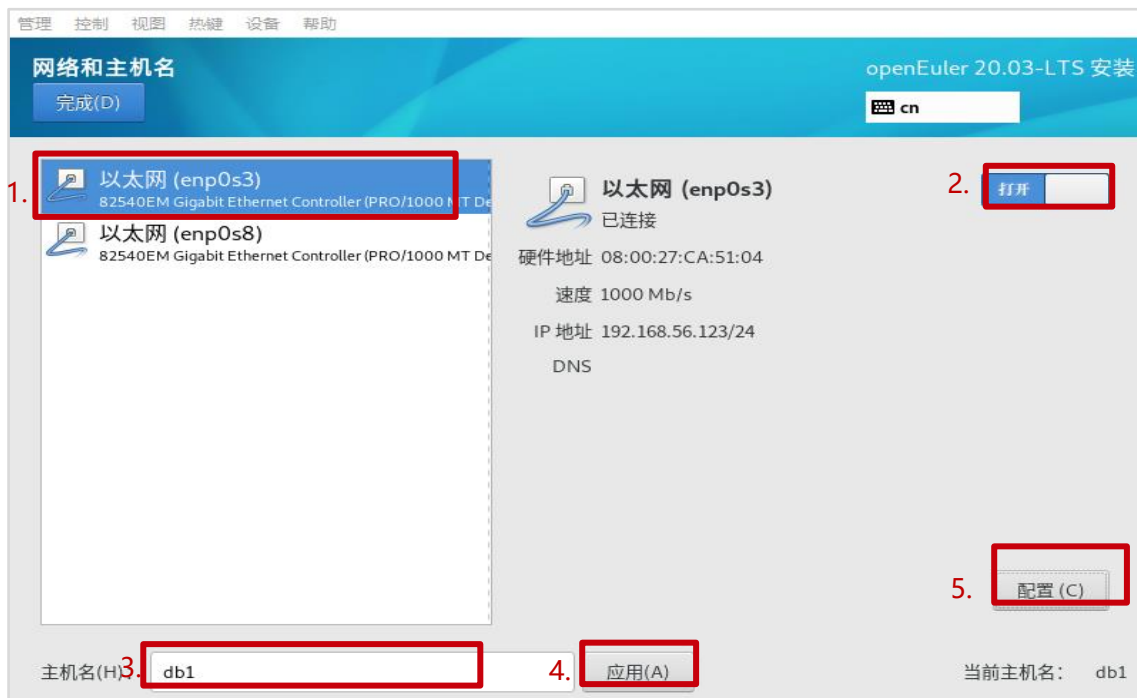 管理 控制 视图 热键 设备 帮助
网络和主机名
openEuler 20.03-LTS 安装
完成(D)
cn
1.
以太网 (enp0s3)
82540EM Gigabit Ethernet Controller (PRO/1000 MT De
以太网 (enp0s8)
82540EM Gigabit Ethernet Controller (PRO/1000 MT De
以太网 (enp0s3)
已连接
2. 打开
硬件地址 08:00:27:CA:51:04
速度 1000 Mb/s
IP 地址 192.168.56.123/24
DNS
5. 配置 (C)
主机名(H) 3. db1
4. 应用(A)
当前主机名: db1